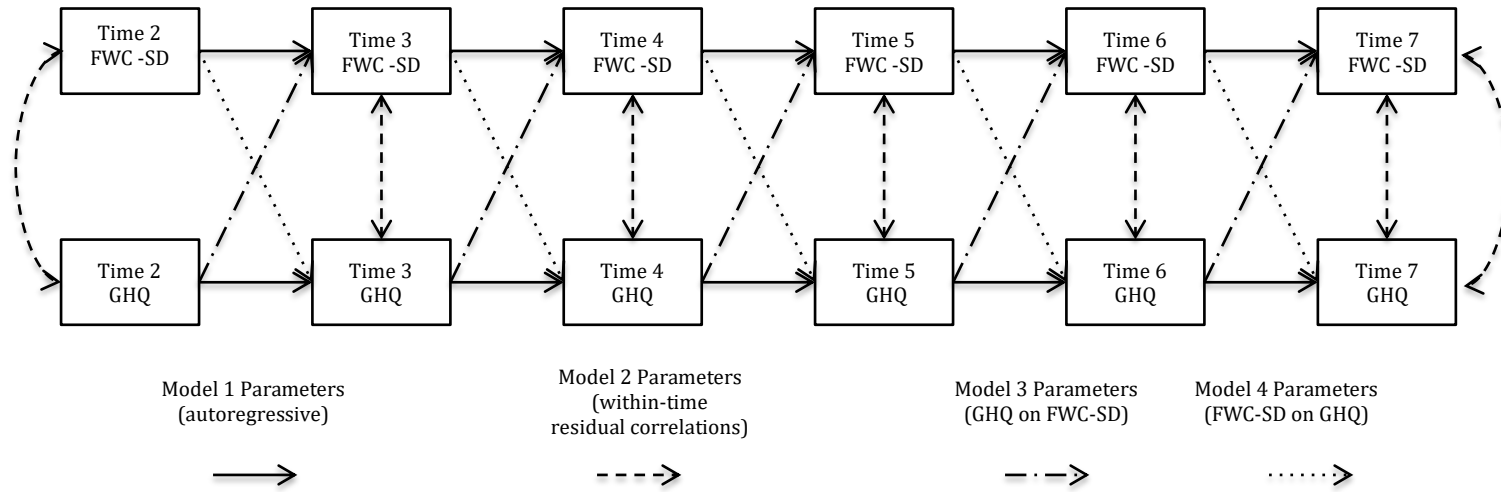 Time 2
FWC -SD
Time 3
FWC -SD
Time 4
FWC -SD
Time 5
FWC -SD
Time 6
FWC -SD
Time 7
FWC -SD
Time 2
GHQ
Time 3
GHQ
Time 4
GHQ
Time 5
GHQ
Time 6
GHQ
Time 7
GHQ
Model 1 Parameters
(autoregressive)
Model 2 Parameters
(within-time
residual correlations)
Model 3 Parameters
(GHQ on FWC-SD)
Model 4 Parameters
(FWC-SD on GHQ)